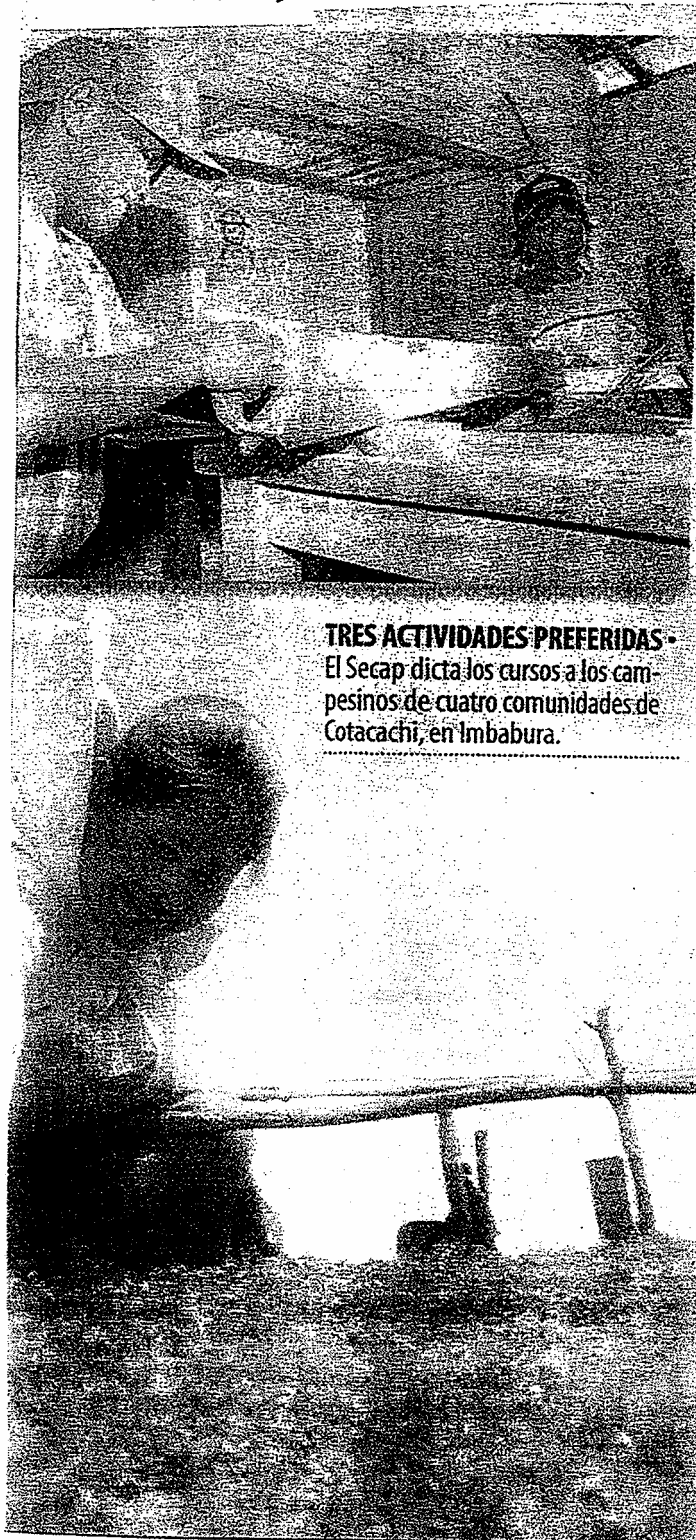 TRES ACTIVIDADES PREFERIDAS •
El Secap dicta los cursos a los cam-
pesinos de cuatro comunidades de
Cotacachi, en Imbabura.